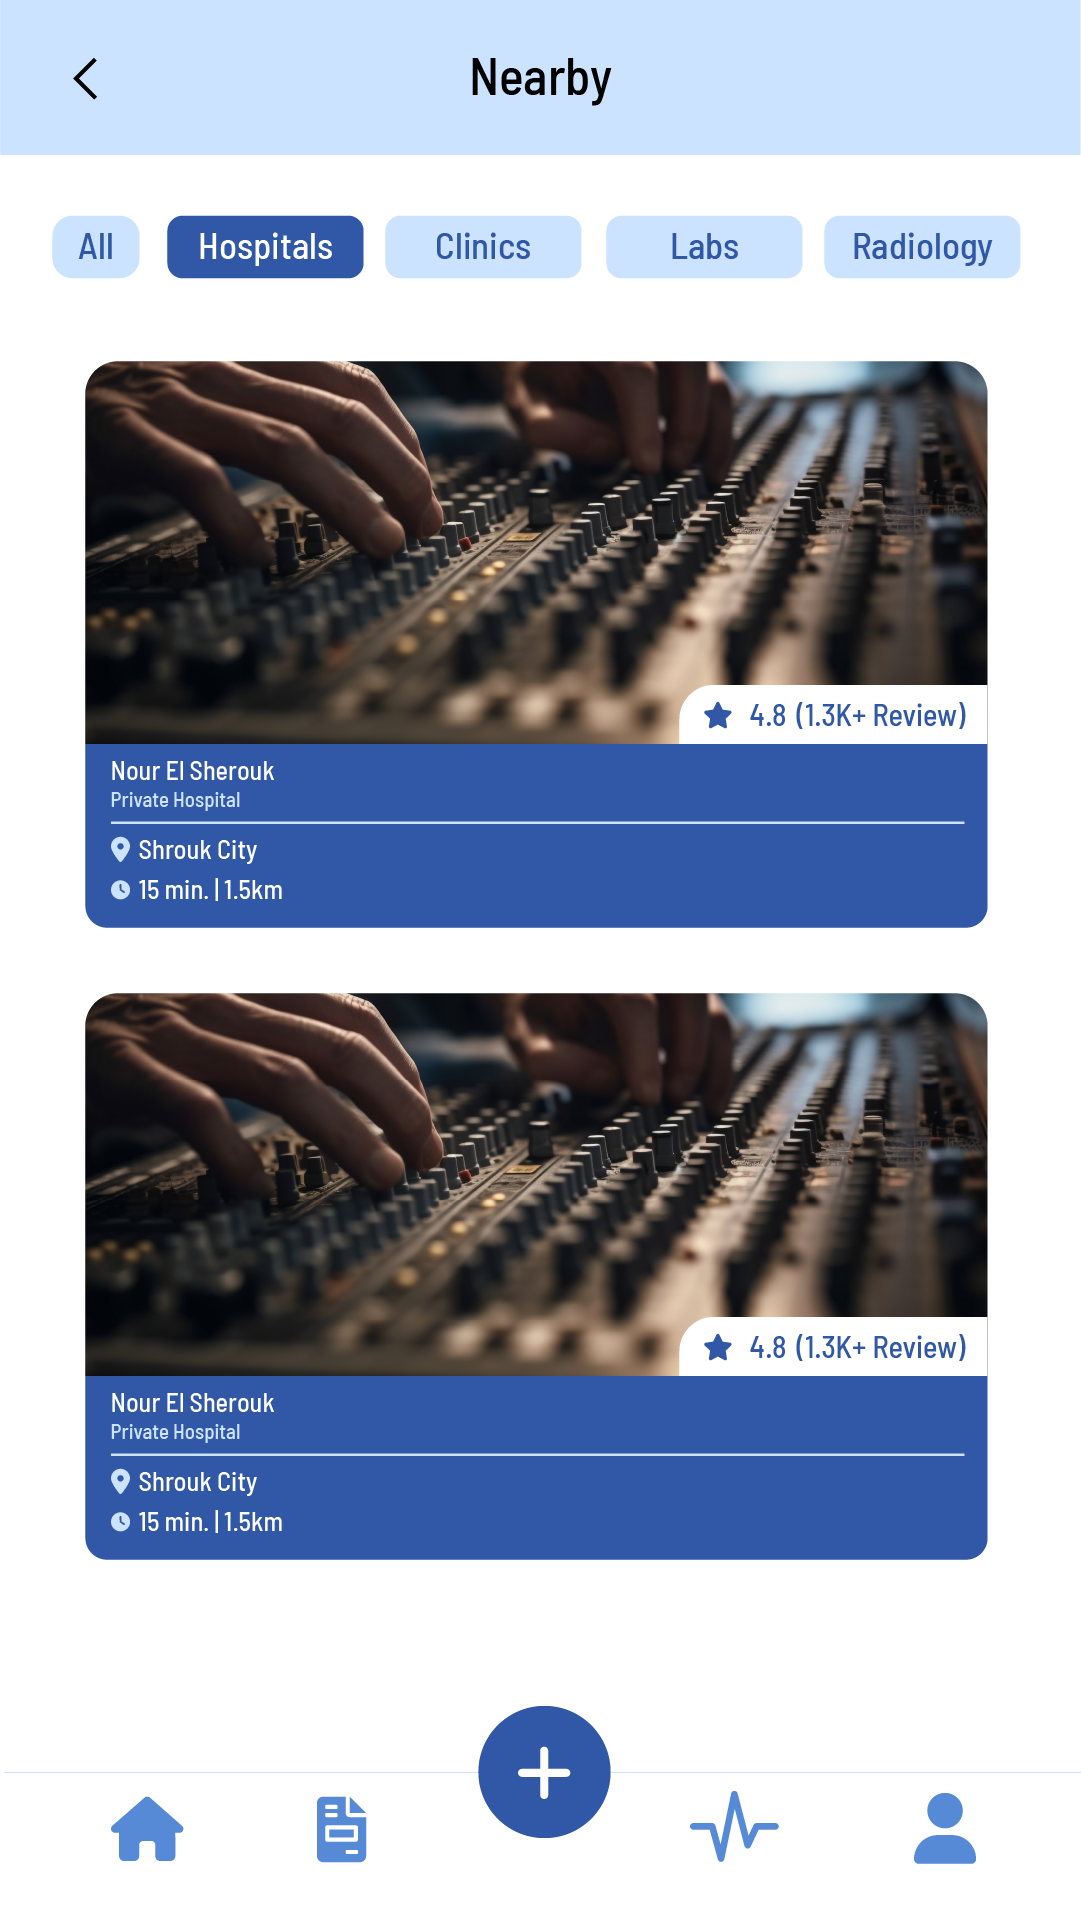 Nearby
All
Hospitals
Clinics
Labs
Radiology
4.8 (1.3K+ Review)
Nour El Sherouk
Private Hospital
Shrouk City
15 min. | 1.5km
4.8 (1.3K+ Review)
Nour El Sherouk
Private Hospital
Shrouk City
15 min. | 1.5km